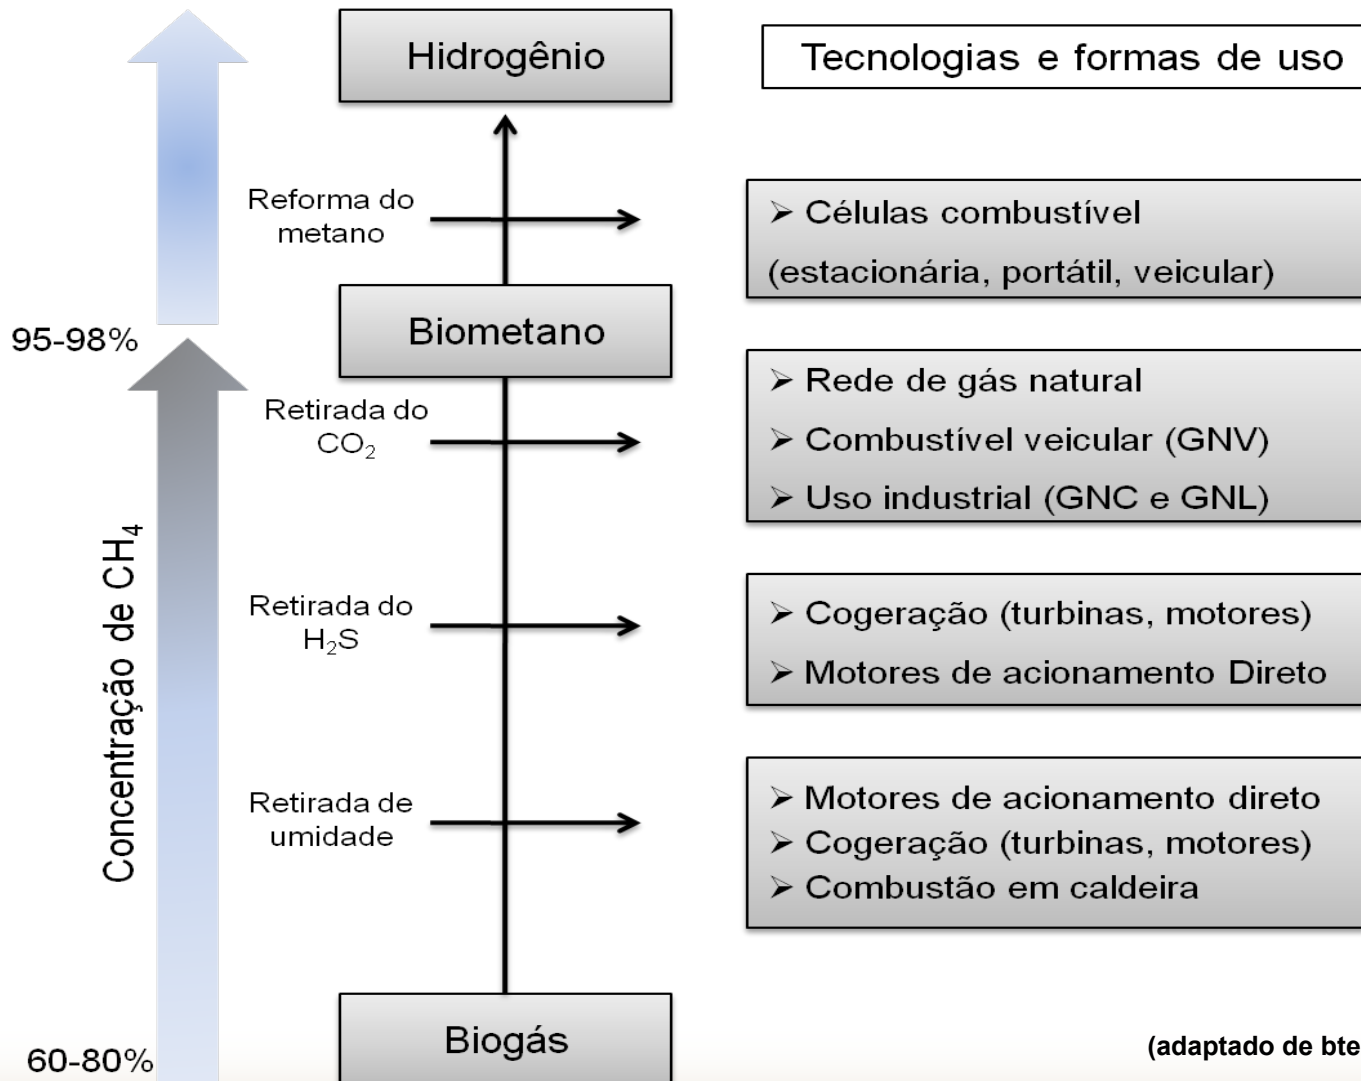 Hidrogênio
Tecnologias e formas de uso
Reforma do
metano
➢ Células combustível
(estacionária, portátil, veicular)
95-98%
Biometano
Retirada do
CO₂
➢ Rede de gás natural
➢ Combustível veicular (GNV)
➢ Uso industrial (GNC e GNL)
Concentração de CH₄
Retirada do
H₂S
➢ Cogeração (turbinas, motores)
➢ Motores de acionamento Direto
Retirada de
umidade
➢ Motores de acionamento direto
➢ Cogeração (turbinas, motores)
➢ Combustão em caldeira
60-80%
Biogás
(adaptado de